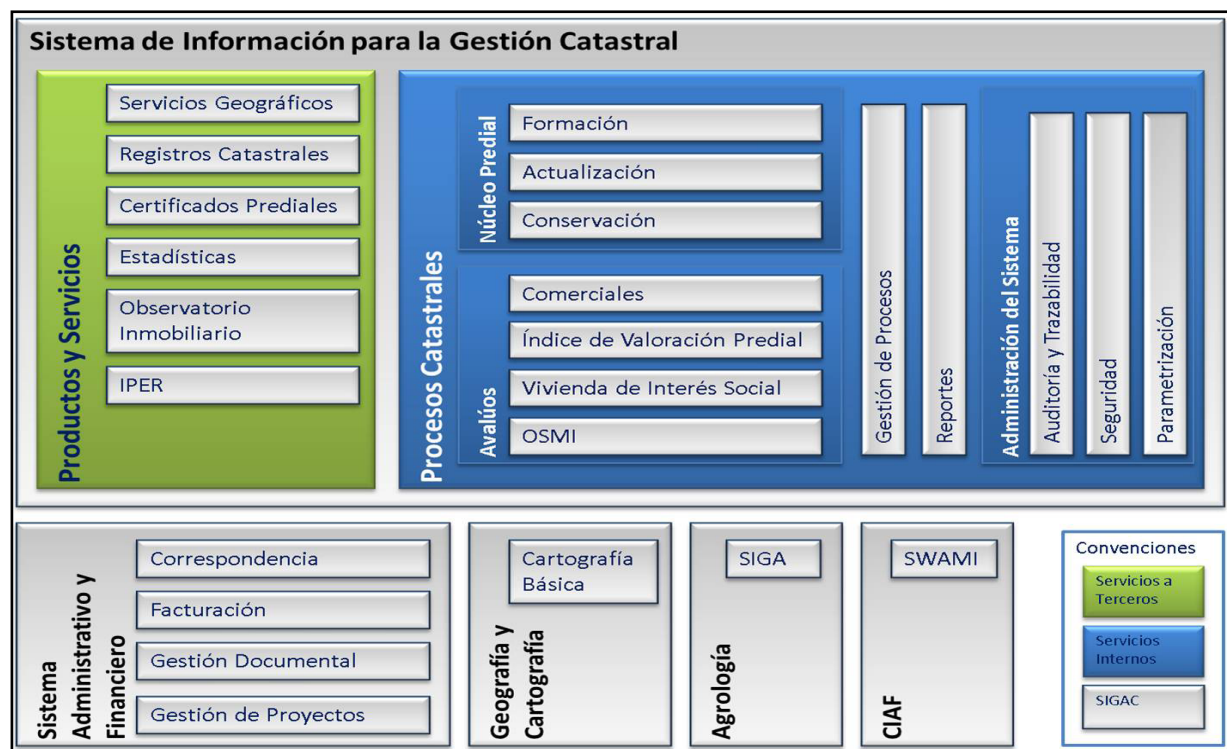 Sistema de Información para la Gestión Catastral
Productos y Servicios
Servicios Geográficos
Registros Catastrales
Certificados Prediales
Estadísticas
Observatorio
Inmobiliario
IPER
Procesos Catastrales
Núcleo Predial
Formación
Actualización
Conservación
Avalúos
Comerciales
Índice de Valoración Predial
Vivienda de Interés Social
OSMI
Gestión de Procesos
Reportes
Administración del Sistema
Auditoría y Trazabilidad
Seguridad
Parametrización
Sistema
Administrativo y
Financiero
Correspondencia
Facturación
Gestión Documental
Gestión de Proyectos
Geografía y
Cartografía
Cartografía
Básica
Agrología
SIGA
CIAF
SWAMI
Convenciones
Servicios a
Terceros
Servicios
Internos
SIGAC